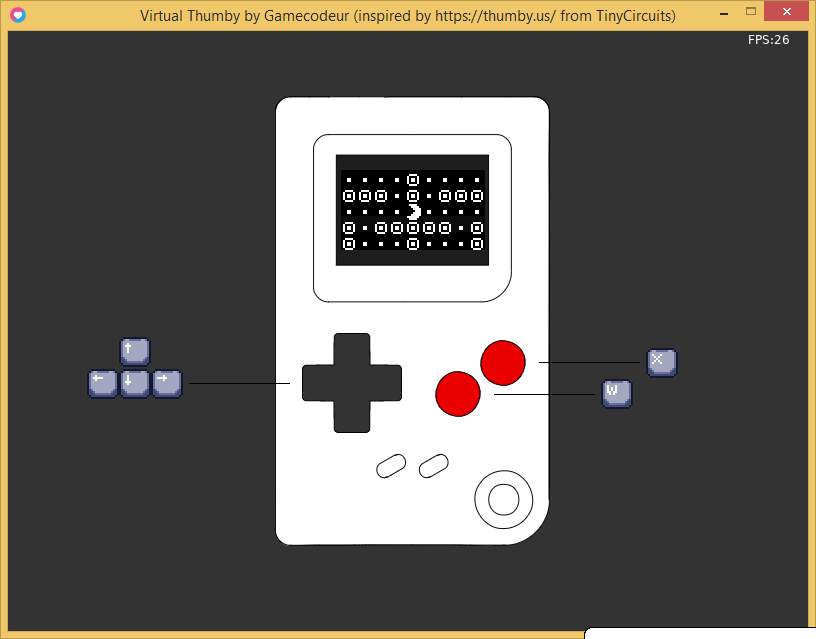 Virtual Thumby by Gamecodeur (inspired by https://thumby.us/ from TinyCircuits)
FPS:26
↑
← ↓ →
X
W